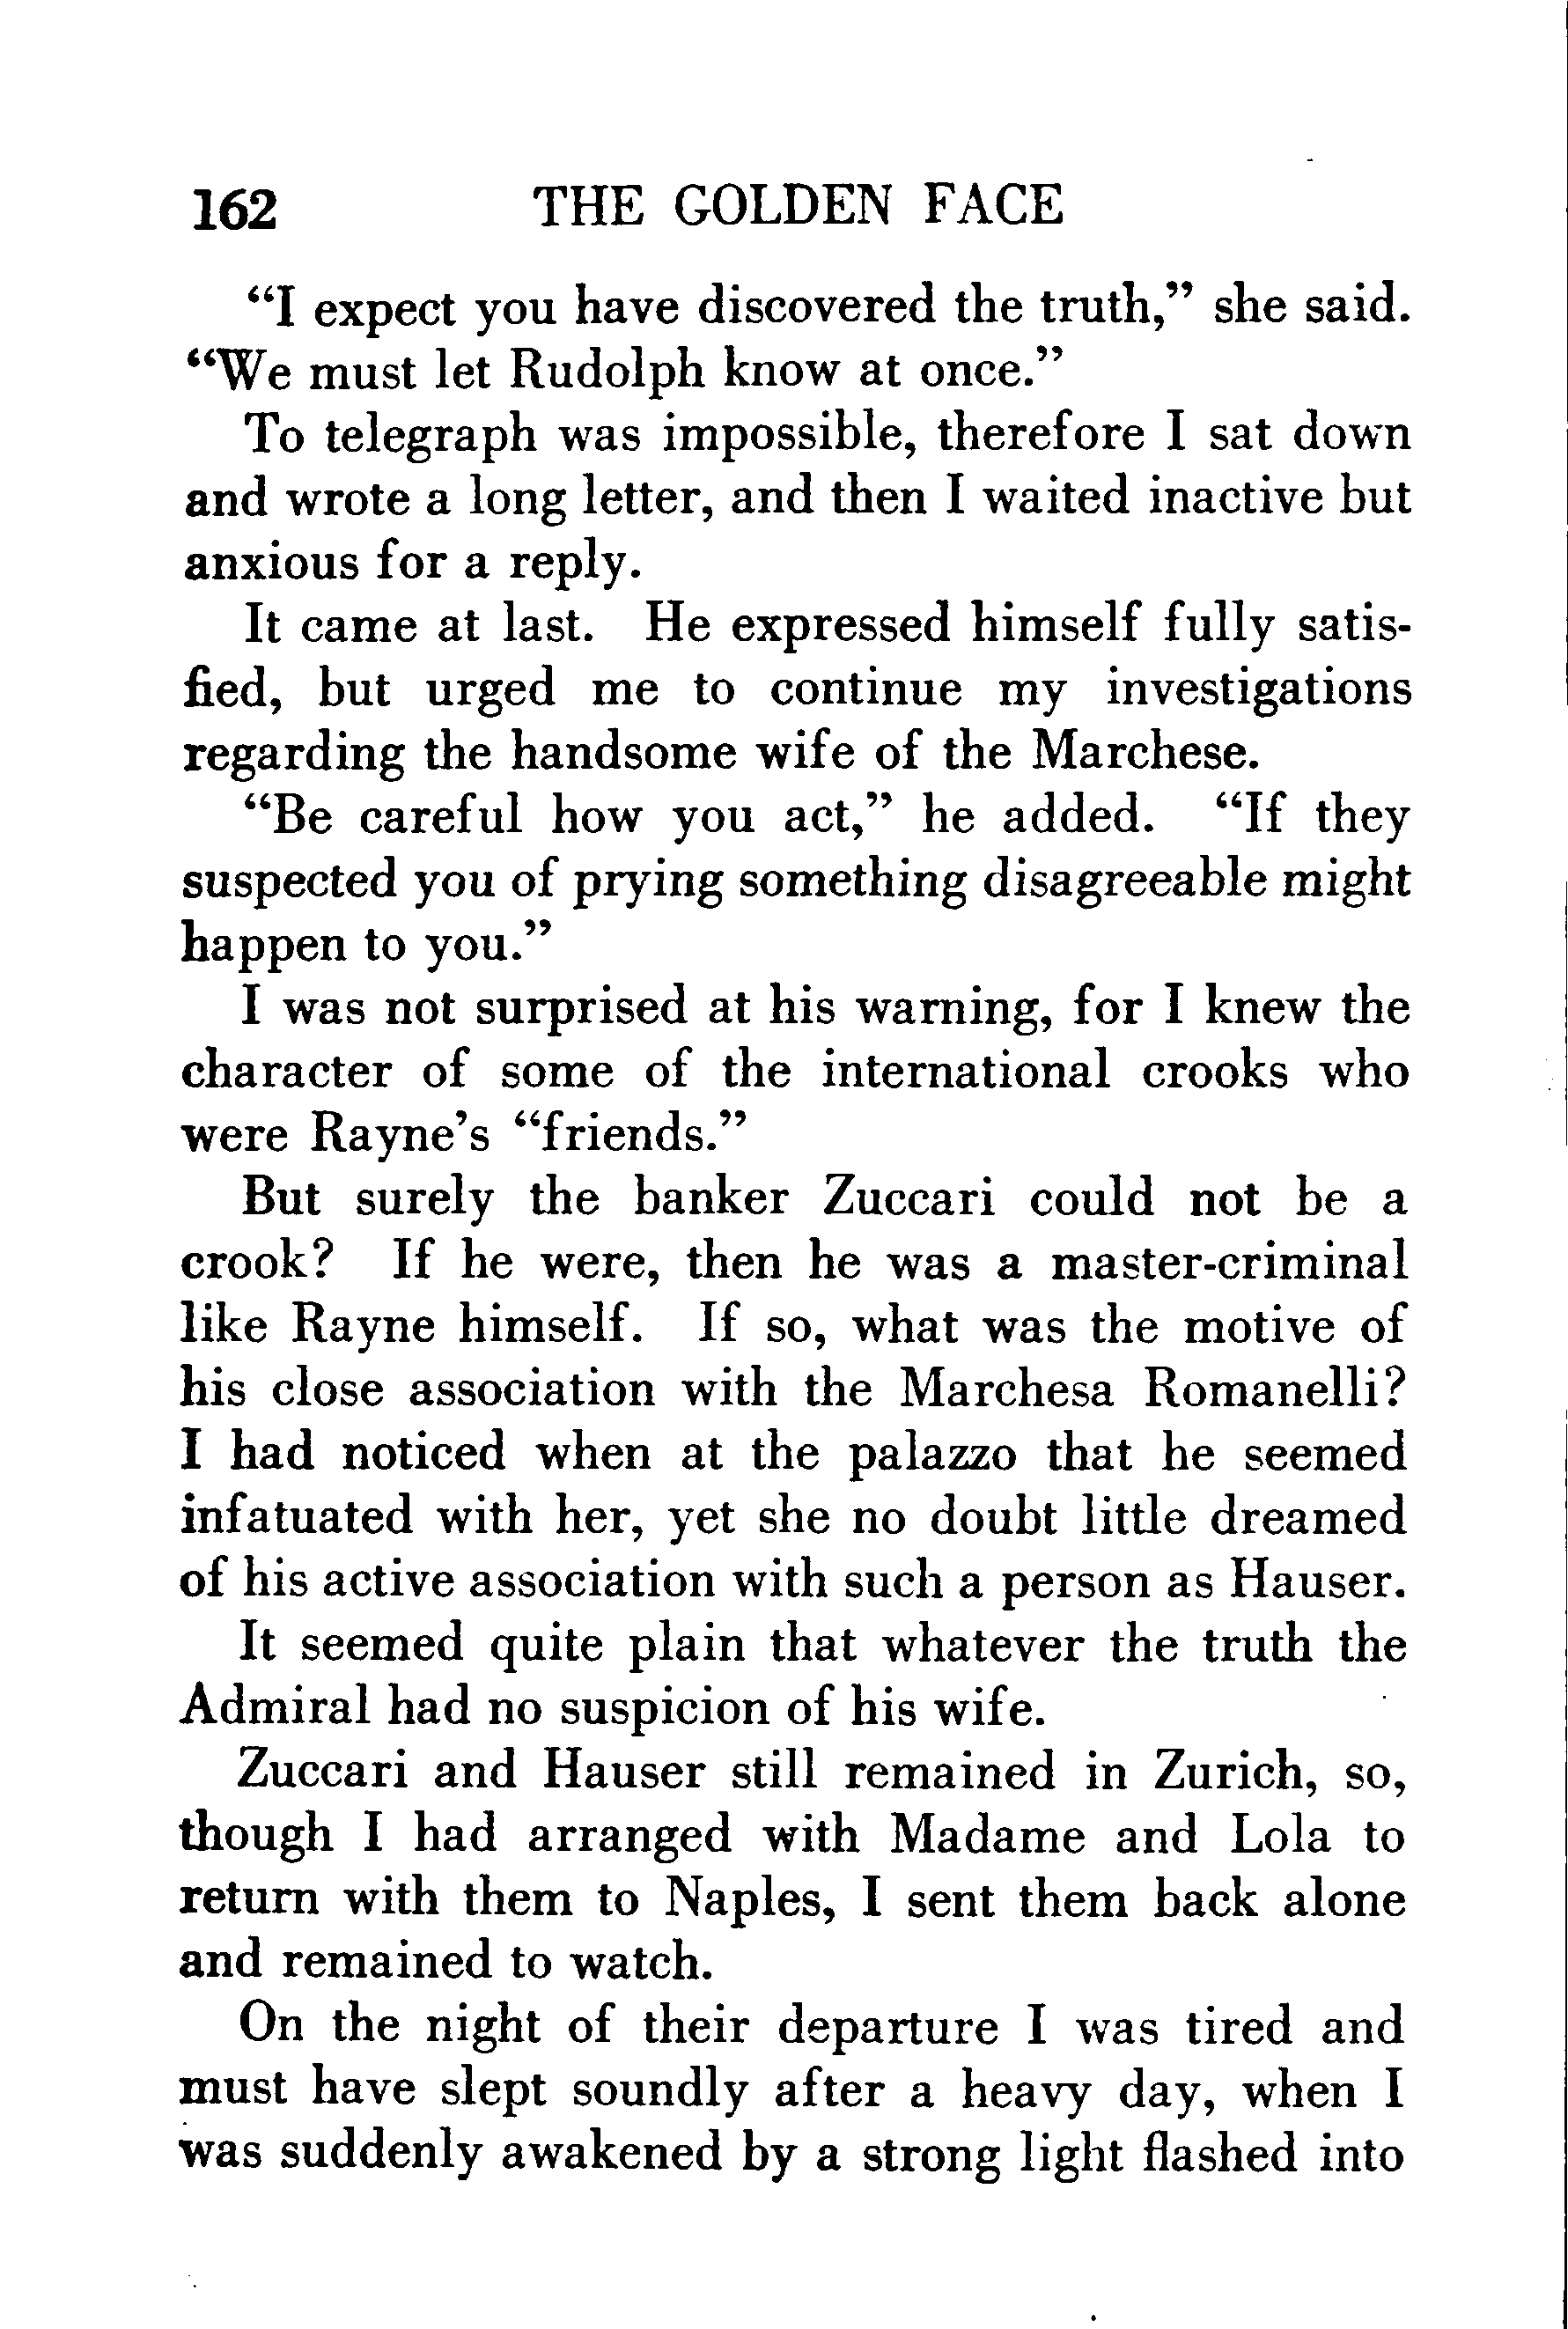 162 THE GOLDEN FACE
“I expect you have discovered the truth,” she said.
“We must let Rudolph know at once.”
To telegraph was impossible, therefore I sat down
and wrote a long letter, and then I waited inactive but
anxious for a reply.
It came at last. He expressed himself fully satis-
fied, but urged me to continue my investigations
regarding the handsome wife of the Marchese.
“Be careful how you act,” he added. “If they
suspected you of prying something disagreeable might
happen to you.”
I was not surprised at his warning, for I knew the
character of some of the international crooks who
were Rayne’s “friends.”
But surely the banker Zuccari could not be a
crook? If he were, then he was a master-criminal
like Rayne himself. If so, what was the motive of
his close association with the Marchesa Romanelli?
I had noticed when at the palazzo that he seemed
infatuated with her, yet she no doubt little dreamed
of his active association with such a person as Hauser.
It seemed quite plain that whatever the truth the
Admiral had no suspicion of his wife.
Zuccari and Hauser still remained in Zurich, so,
though I had arranged with Madame and Lola to
return with them to Naples, I sent them back alone
and remained to watch.
On the night of their departure I was tired and
must have slept soundly after a heavy day, when I
was suddenly awakened by a strong light flashed into